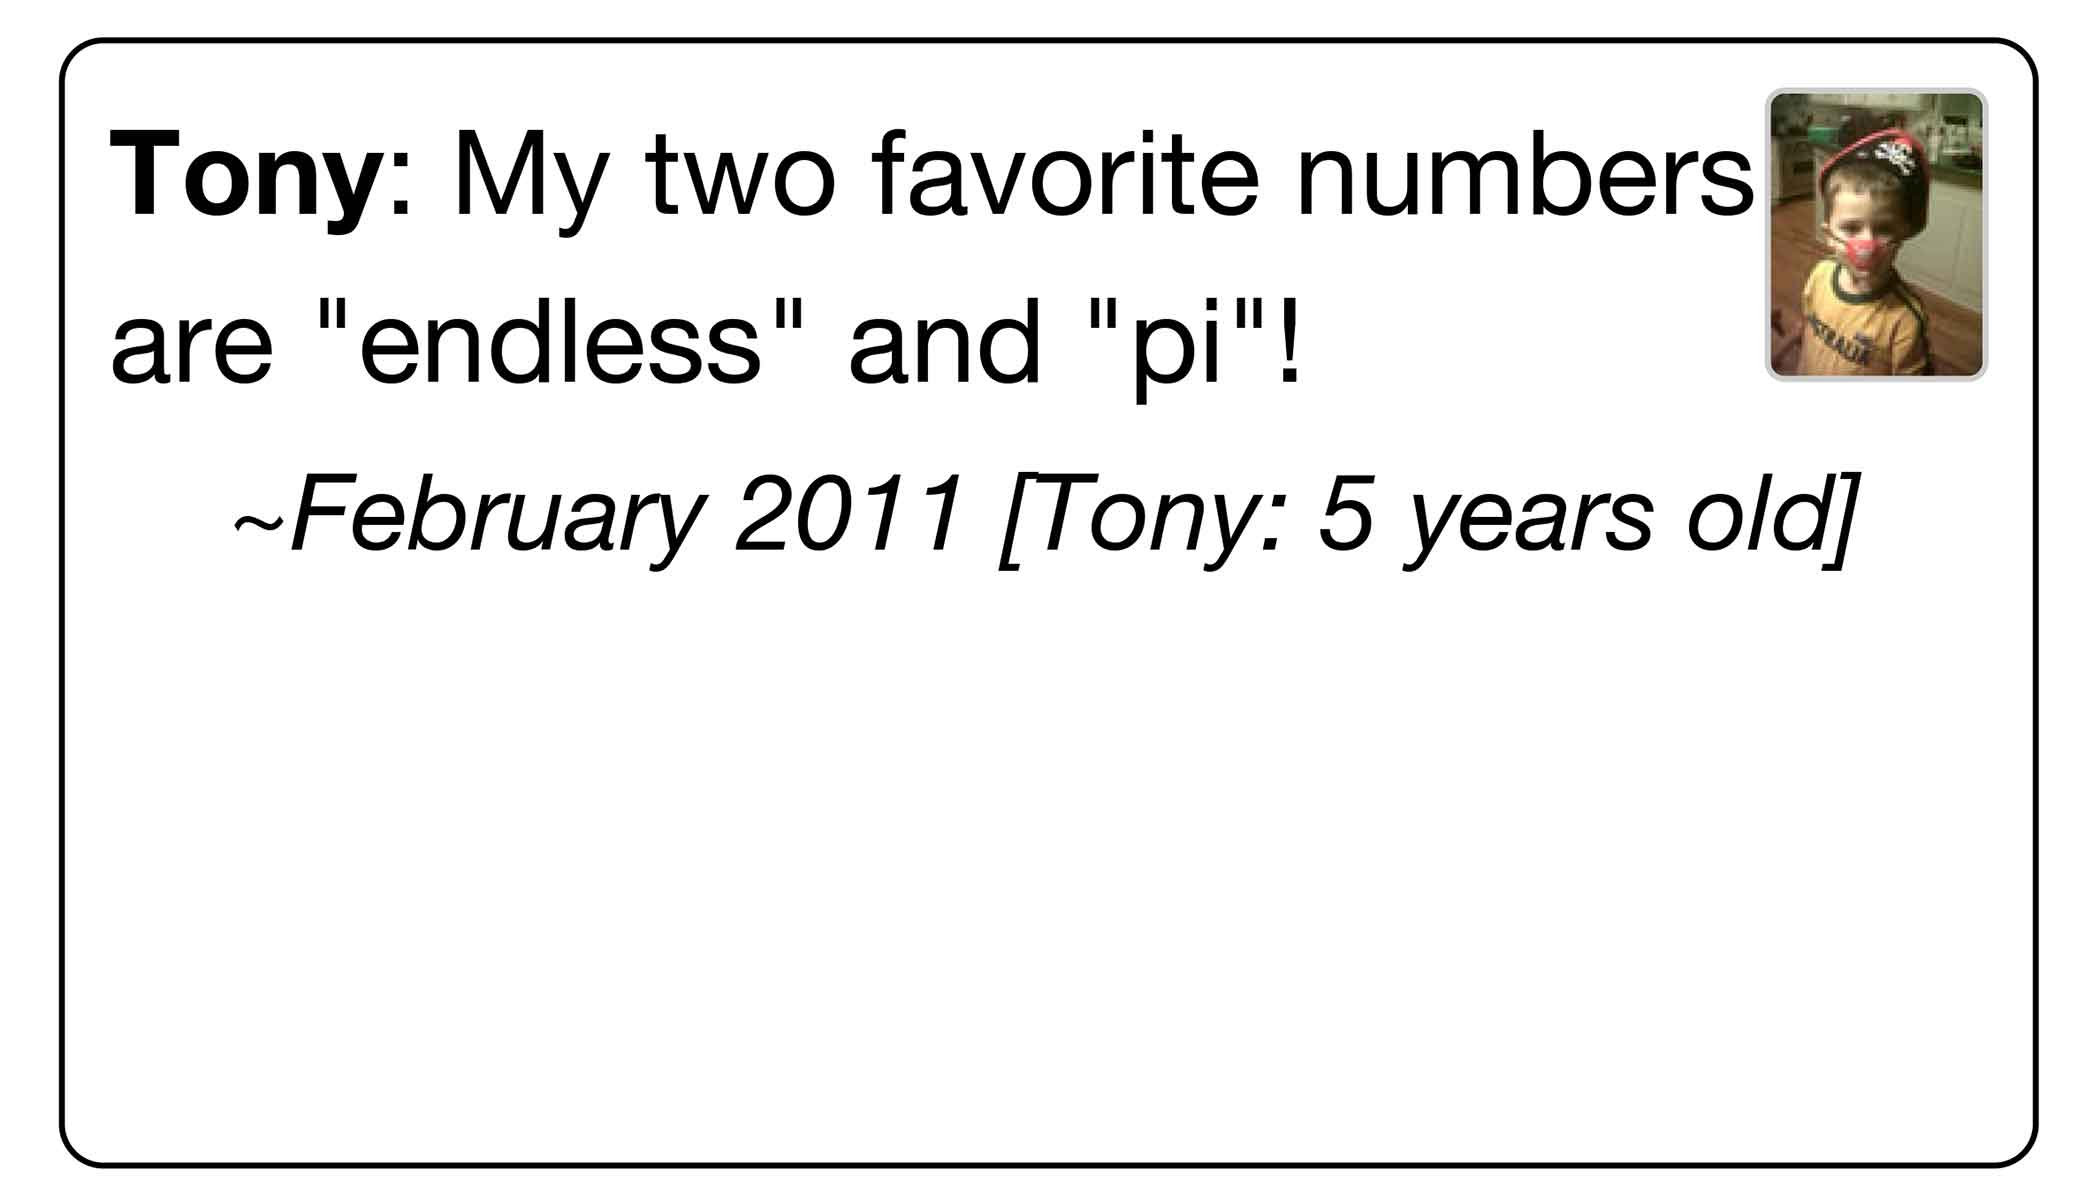 Tony: My two favorite numbers
are "endless" and "pi"!
~February 2011 [Tony: 5 years old]